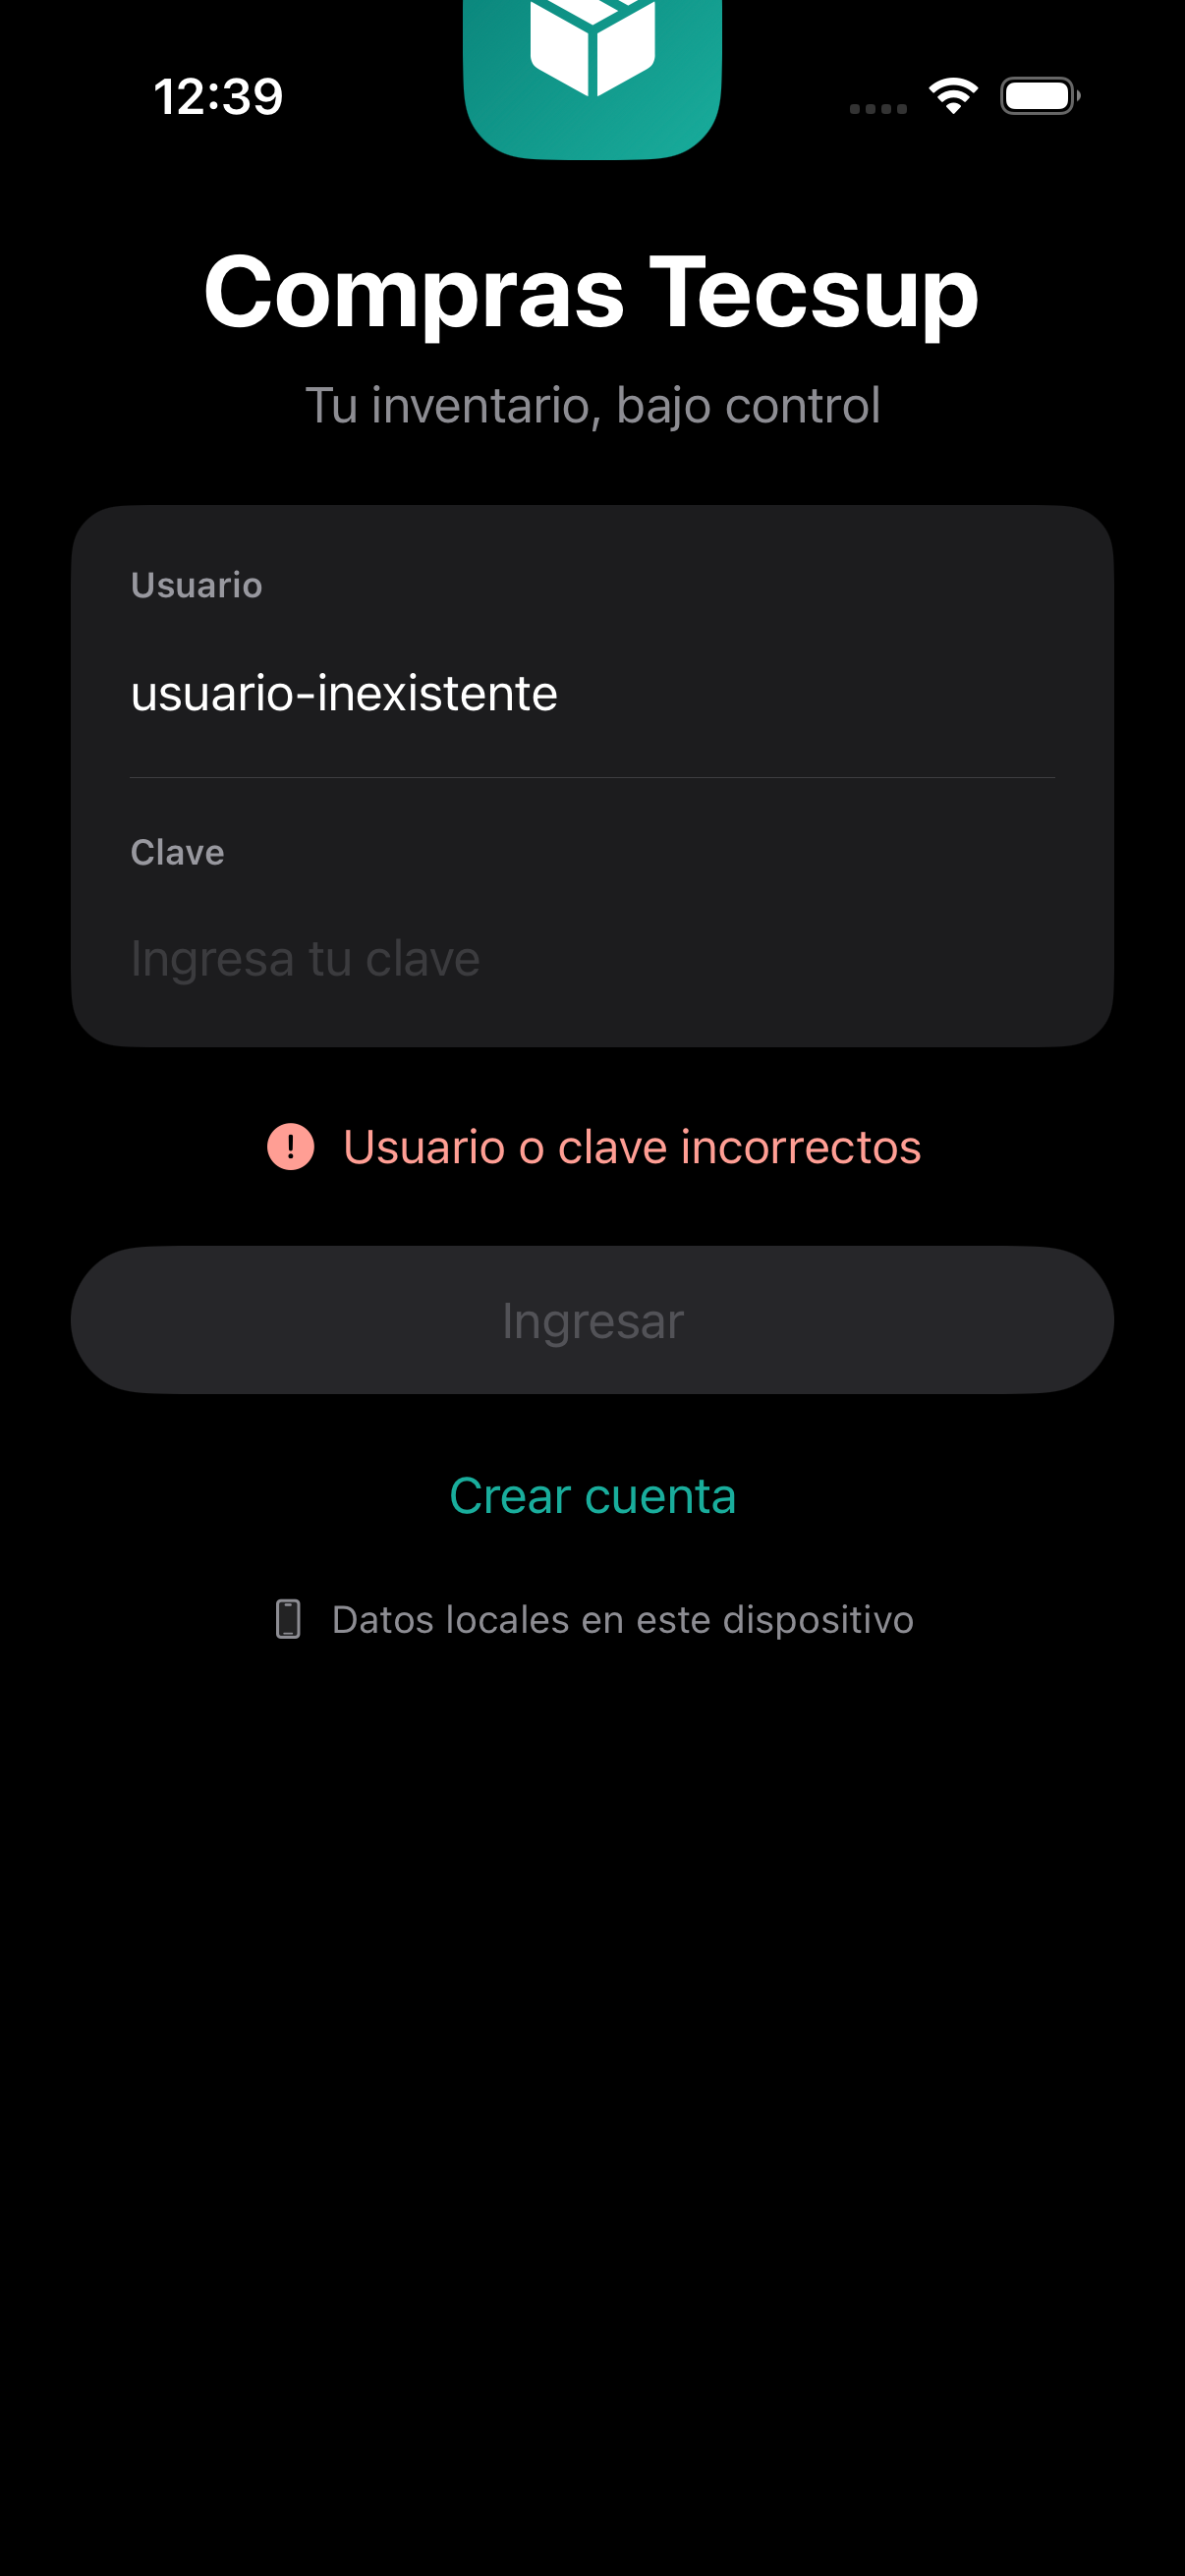 12:39
Compras Tecsup
Tu inventario, bajo control
Usuario
usuario-inexistente
Clave
Ingresa tu clave
Usuario o clave incorrectos
Ingresar
Crear cuenta
Datos locales en este dispositivo